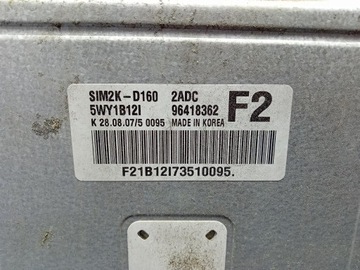 SIM2K-D160 2ADC
5WY1B12I 96418362 F2
K 28.08.07/5 0095 MADE IN KOREA
F21B12I73510095.